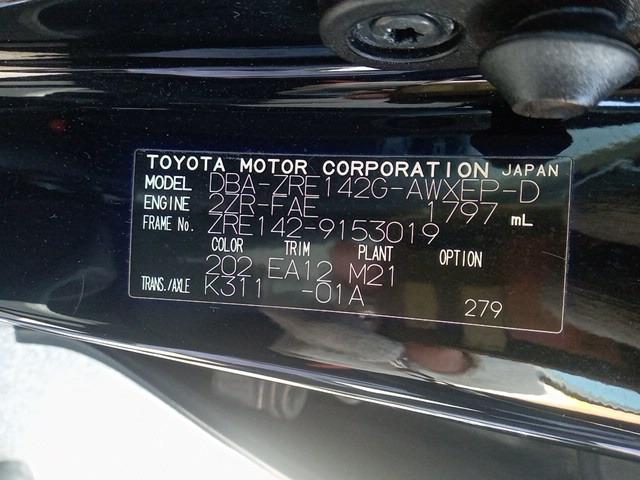 TOYOTA MOTOR CORPORATION JAPAN
MODEL DBA-ZRE142G-AWXEP-D
ENGINE 2ZR-FAE 1797 mL
FRAME No. ZRE142-9153019
COLOR TRIM PLANT OPTION
202 EA12 M21
TRANS./AXLE K311 -01A
279